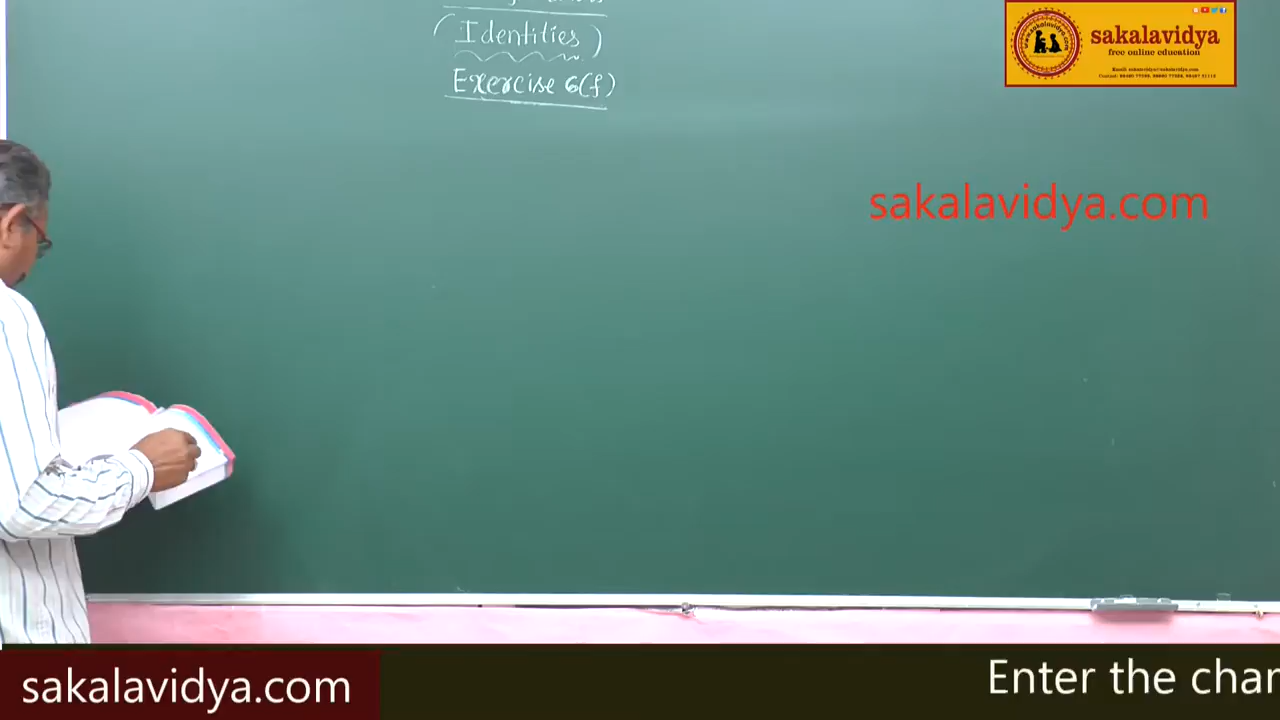 (Identities)
Exercise 6(f)
sakalavidya
free online education
sakalavidya.com
sakalavidya.com
Enter the char